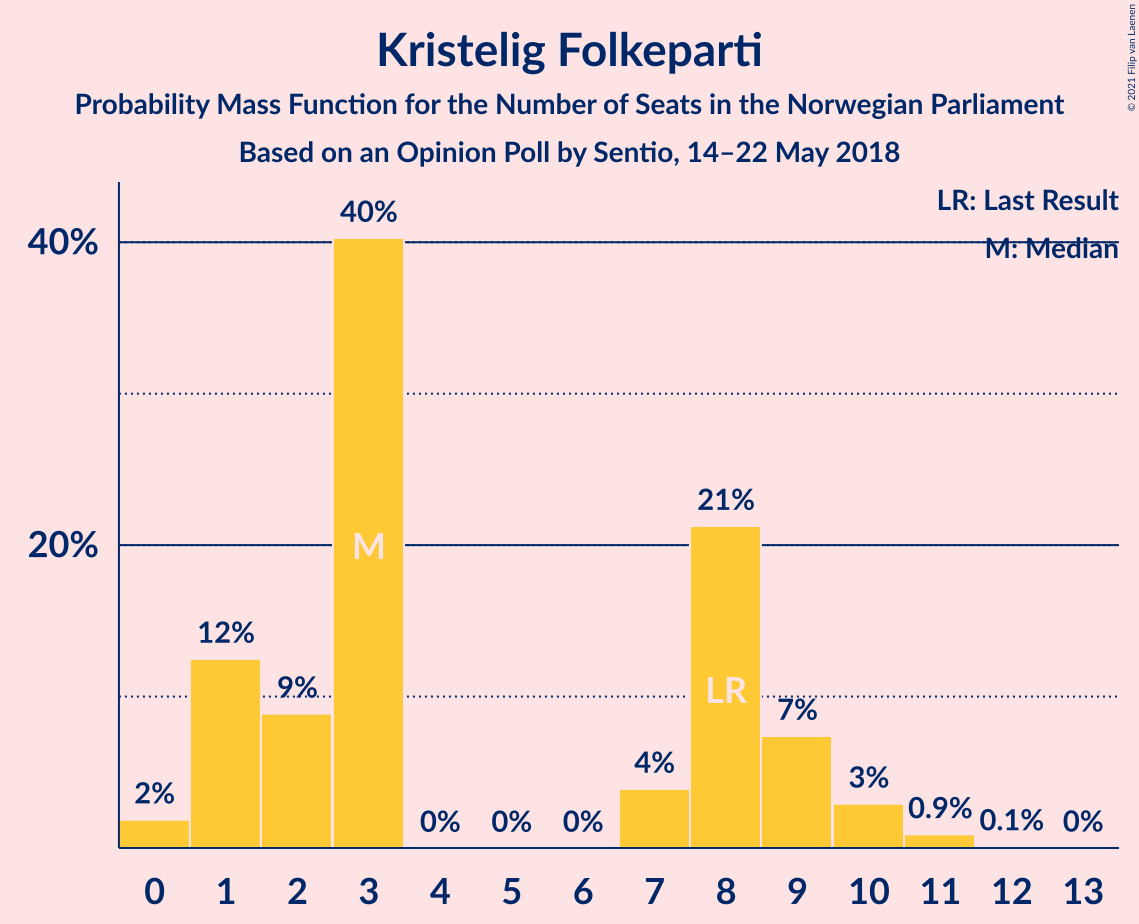 Kristelig Folkeparti
Probability Mass Function for the Number of Seats in the Norwegian Parliament
Based on an Opinion Poll by Sentio, 14–22 May 2018
© 2021 Filip van Laenen
LR: Last Result
M: Median
40%
20%
40%
21%
12%
9%
7%
4%
2%
3%
0.9%
0.1%
0%
0%
0%
0%
M
LR
0 1 2 3 4 5 6 7 8 9 10 11 12 13